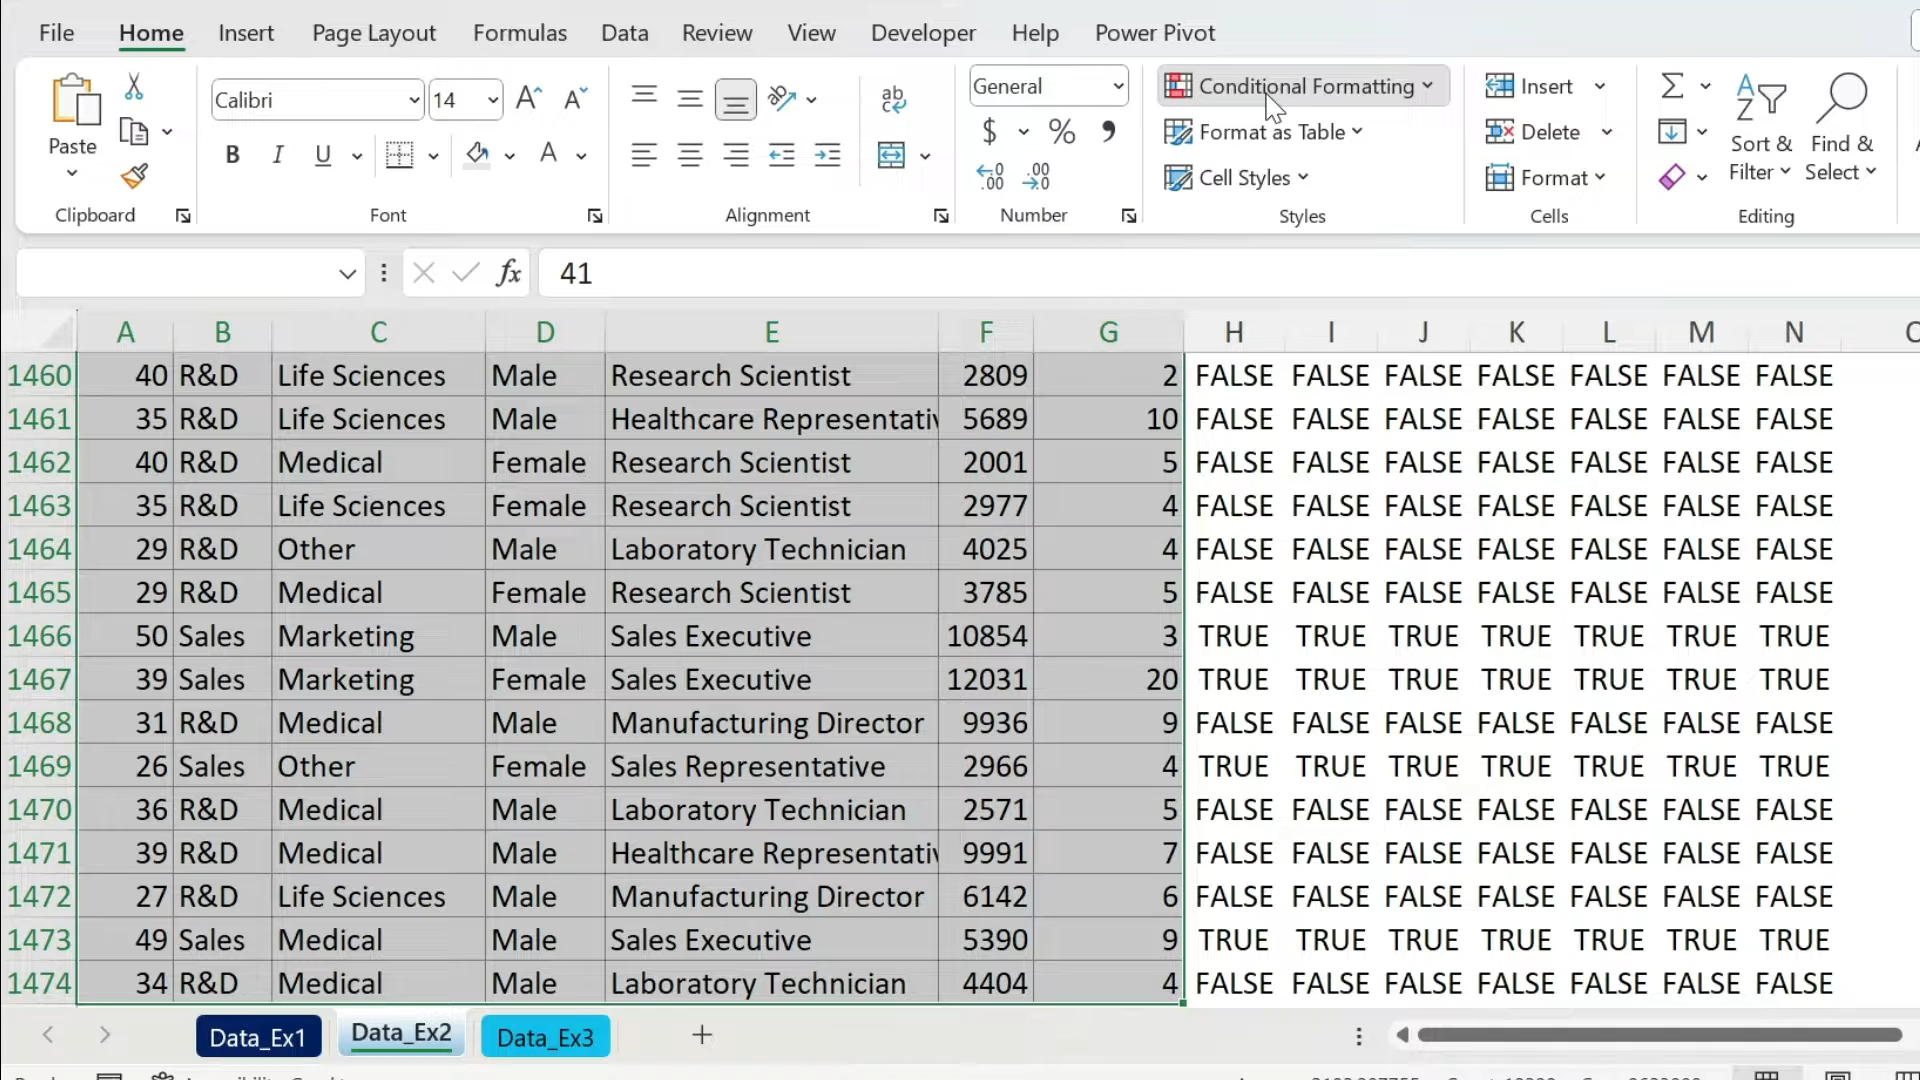 File Home Insert Page Layout Formulas Data Review View Developer Help Power Pivot
Calibri 14 General Conditional Formatting Insert
Paste B I U A $ % Format as Table Delete Sort & Filter Find & Select
Cell Styles Format
Clipboard Font Alignment Number Styles Cells Editing
fx 41
A B C D E F G H I J K L M N
1460 40 R&D Life Sciences Male Research Scientist 2809 2 FALSE FALSE FALSE FALSE FALSE FALSE FALSE
1461 35 R&D Life Sciences Male Healthcare Representativ 5689 10 FALSE FALSE FALSE FALSE FALSE FALSE FALSE
1462 40 R&D Medical Female Research Scientist 2001 5 FALSE FALSE FALSE FALSE FALSE FALSE FALSE
1463 35 R&D Life Sciences Female Research Scientist 2977 4 FALSE FALSE FALSE FALSE FALSE FALSE FALSE
1464 29 R&D Other Male Laboratory Technician 4025 4 FALSE FALSE FALSE FALSE FALSE FALSE FALSE
1465 29 R&D Medical Female Research Scientist 3785 5 FALSE FALSE FALSE FALSE FALSE FALSE FALSE
1466 50 Sales Marketing Male Sales Executive 10854 3 TRUE TRUE TRUE TRUE TRUE TRUE TRUE
1467 39 Sales Marketing Female Sales Executive 12031 20 TRUE TRUE TRUE TRUE TRUE TRUE TRUE
1468 31 R&D Medical Male Manufacturing Director 9936 9 FALSE FALSE FALSE FALSE FALSE FALSE FALSE
1469 26 Sales Other Female Sales Representative 2966 4 TRUE TRUE TRUE TRUE TRUE TRUE TRUE
1470 36 R&D Medical Male Laboratory Technician 2571 5 FALSE FALSE FALSE FALSE FALSE FALSE FALSE
1471 39 R&D Medical Male Healthcare Representativ 9991 7 FALSE FALSE FALSE FALSE FALSE FALSE FALSE
1472 27 R&D Life Sciences Male Manufacturing Director 6142 6 FALSE FALSE FALSE FALSE FALSE FALSE FALSE
1473 49 Sales Medical Male Sales Executive 5390 9 TRUE TRUE TRUE TRUE TRUE TRUE TRUE
1474 34 R&D Medical Male Laboratory Technician 4404 4 FALSE FALSE FALSE FALSE FALSE FALSE FALSE
Data_Ex1 Data_Ex2 Data_Ex3